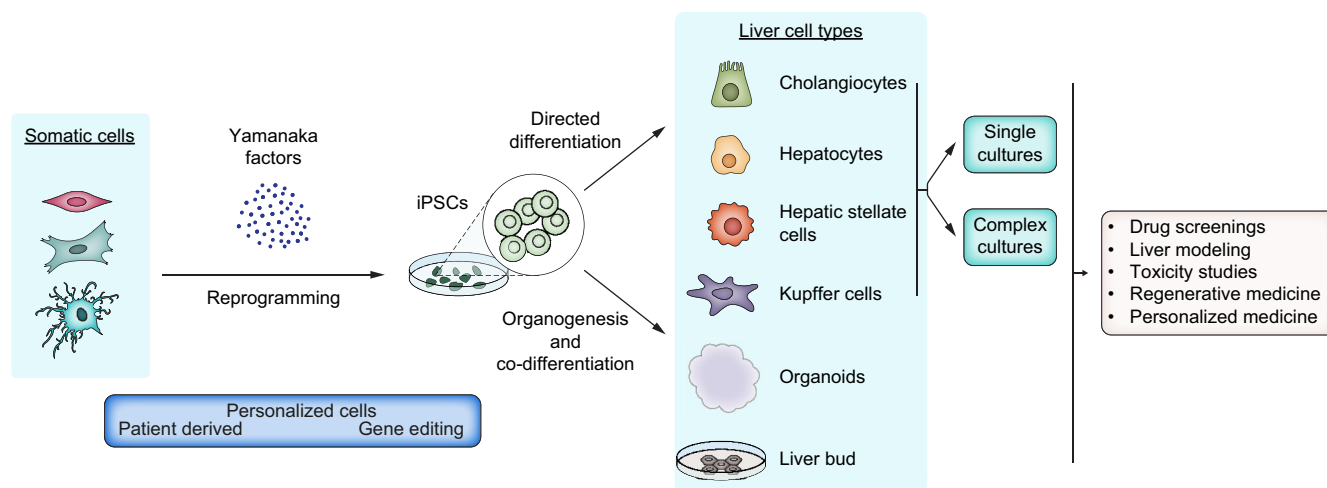 Somatic cells
Yamanaka
factors
Reprogramming
Personalized cells
Patient derived Gene editing
iPSCs
Directed
differentiation
Organogenesis
and
co-differentiation
Liver cell types
Cholangiocytes
Hepatocytes
Hepatic stellate
cells
Kupffer cells
Organoids
Liver bud
Single
cultures
Complex
cultures
• Drug screenings
• Liver modeling
• Toxicity studies
• Regenerative medicine
• Personalized medicine